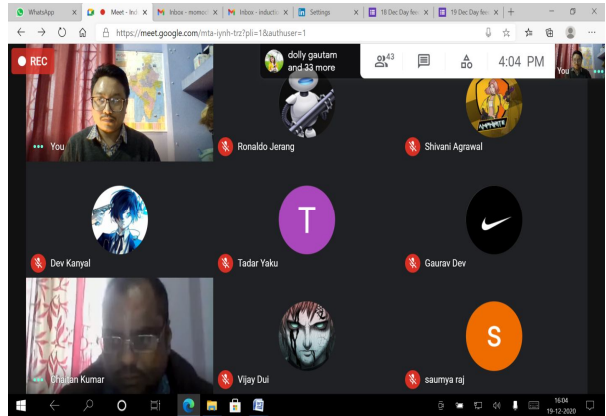 WhatsApp
Meet - Ind
Inbox - momoc
Inbox - inducti
Settings
18 Dec Day fee
19 Dec Day fee
https://meet.google.com/mta-iynh-trz?pli=1&authuser=1
REC
dolly gautam
and 33 more
43
4:04 PM
You
You
Ronaldo Jerang
Shivani Agrawal
Dev Kanyal
T
Tadar Yaku
Gaurav Dev
Chaitan Kumar
Vijay Dui
S
saumya raj
16:04
19-12-2020